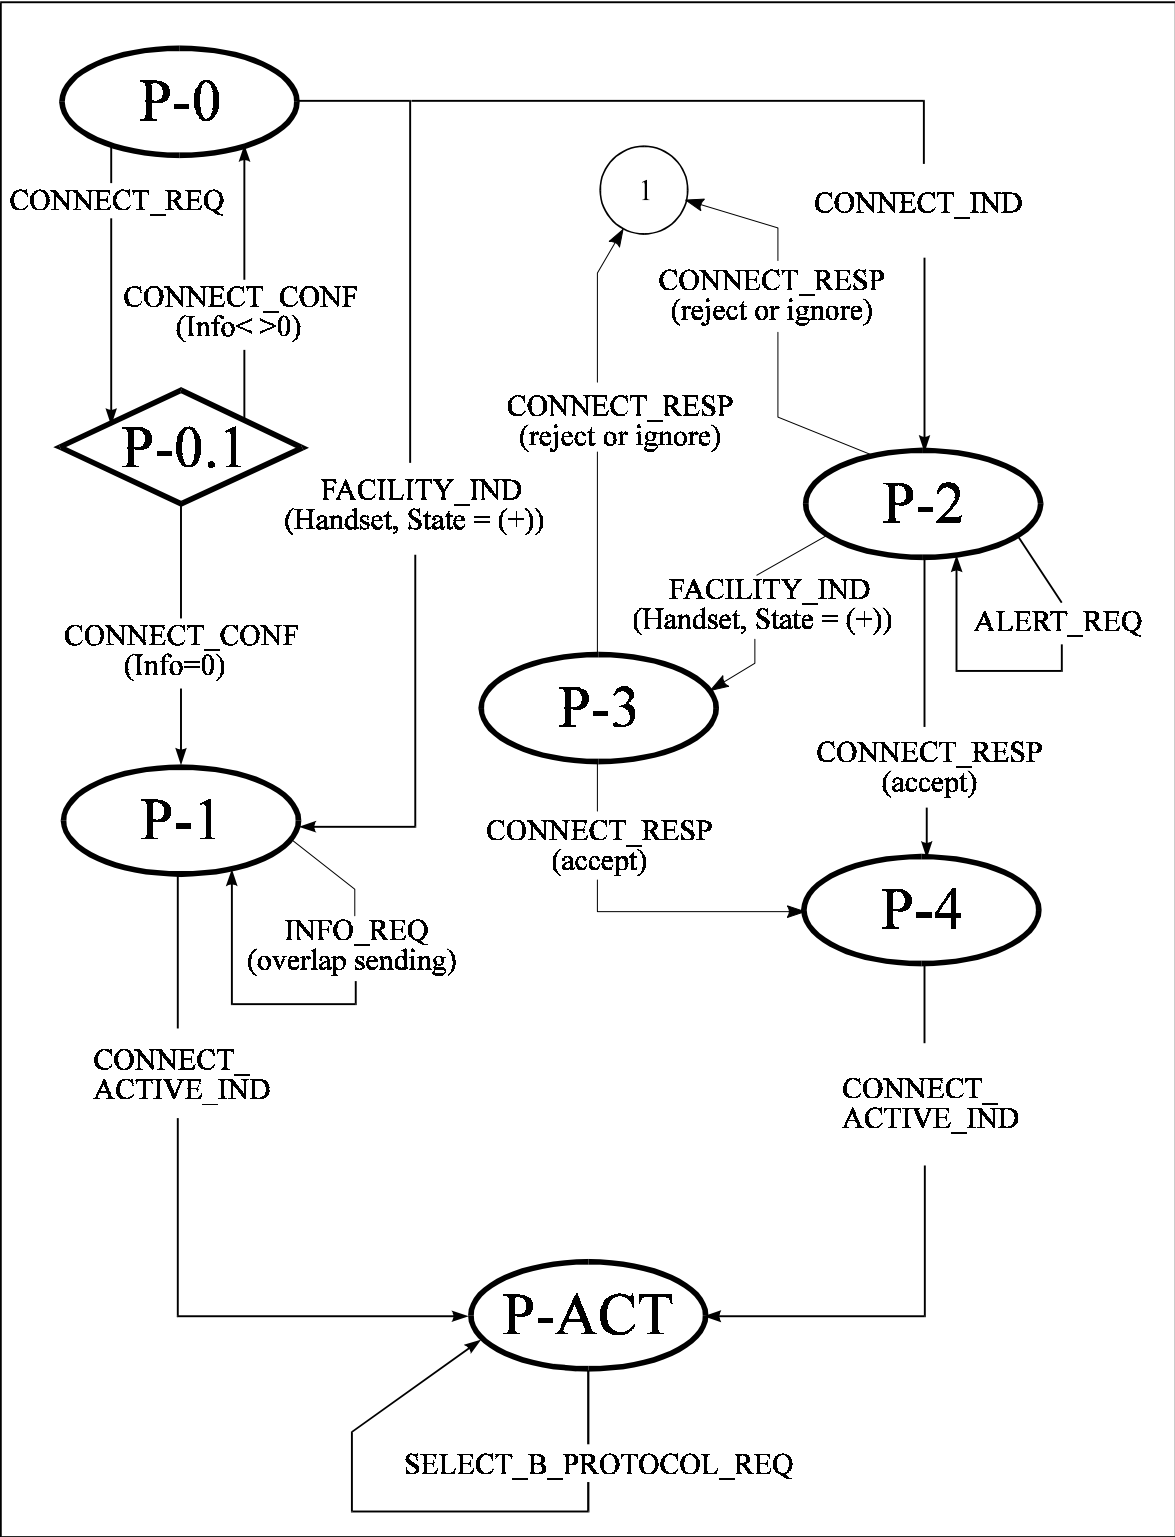 P-0
1
CONNECT_REQ
CONNECT_IND
CONNECT_RESP
(reject or ignore)
CONNECT_CONF
(Info< >0)
CONNECT_RESP
(reject or ignore)
P-0.1
FACILITY_IND
(Handset, State = (+))
P-2
FACILITY_IND
(Handset, State = (+))
ALERT_REQ
CONNECT_CONF
(Info=0)
P-3
CONNECT_RESP
(accept)
P-1
CONNECT_RESP
(accept)
P-4
INFO_REQ
(overlap sending)
CONNECT_
ACTIVE_IND
CONNECT_
ACTIVE_IND
P-ACT
SELECT_B_PROTOCOL_REQ